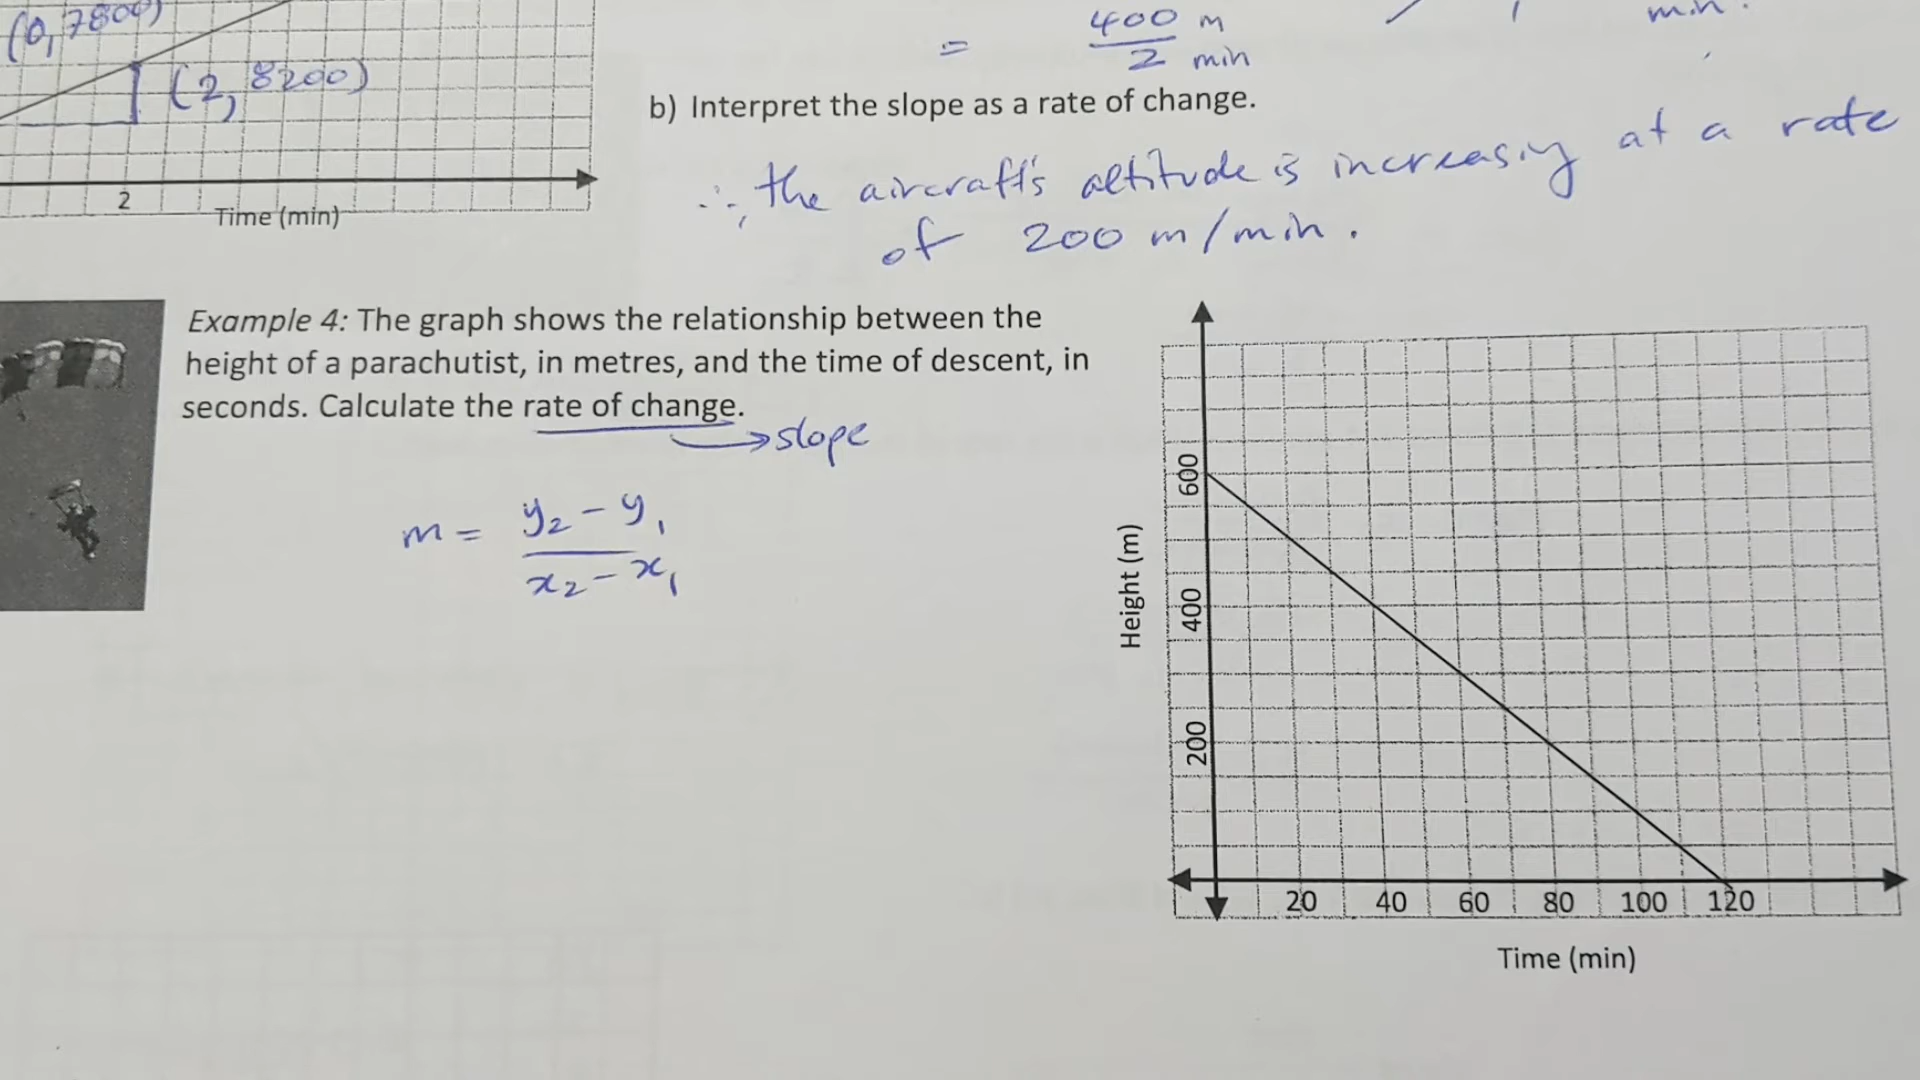 (0, 7800)
(2, 8200)
2
Time (min)
= 400 m
2 min
min.
b) Interpret the slope as a rate of change.
∴, the aircraft's altitude is increasing at a rate
of 200 m/min.
Example 4: The graph shows the relationship between the
height of a parachutist, in metres, and the time of descent, in
seconds. Calculate the rate of change.
→ slope
m = y₂ - y₁
x₂ - x₁
Height (m)
600
400
200
20 40 60 80 100 120
Time (min)